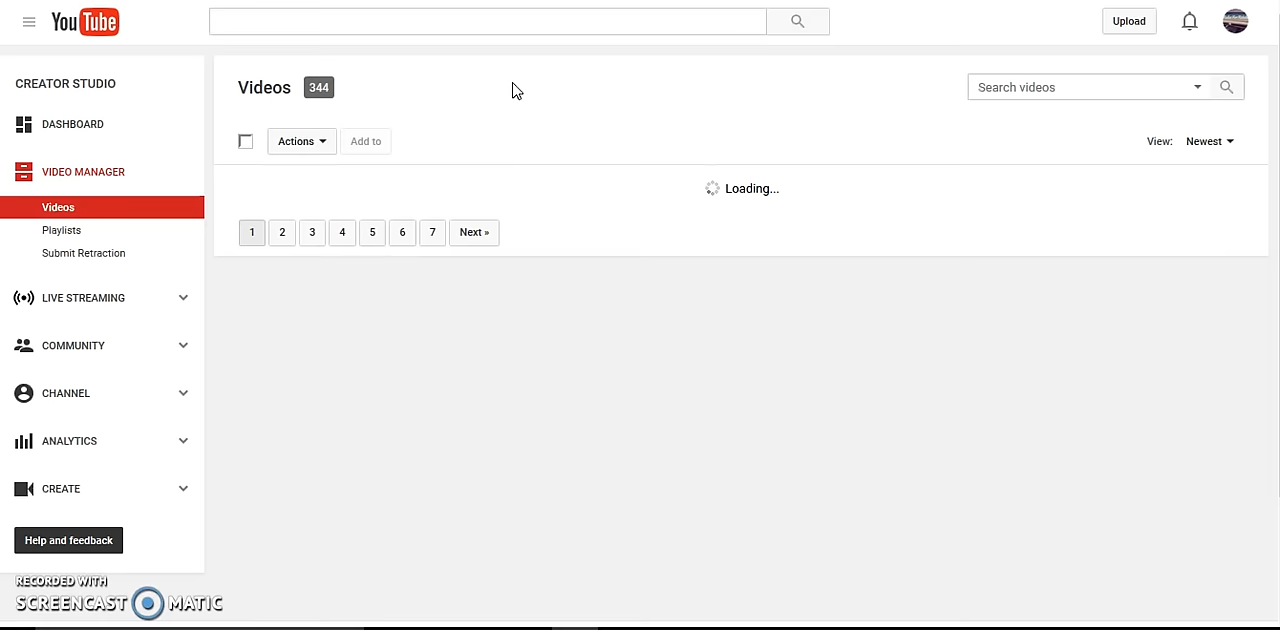 YouTube
Upload
CREATOR STUDIO
DASHBOARD
VIDEO MANAGER
Videos
Playlists
Submit Retraction
LIVE STREAMING
COMMUNITY
CHANNEL
ANALYTICS
CREATE
Help and feedback
Videos 344
Search videos
Actions Add to
View: Newest
Loading...
1 2 3 4 5 6 7 Next »
RECORDED WITH
SCREENCAST MATIC